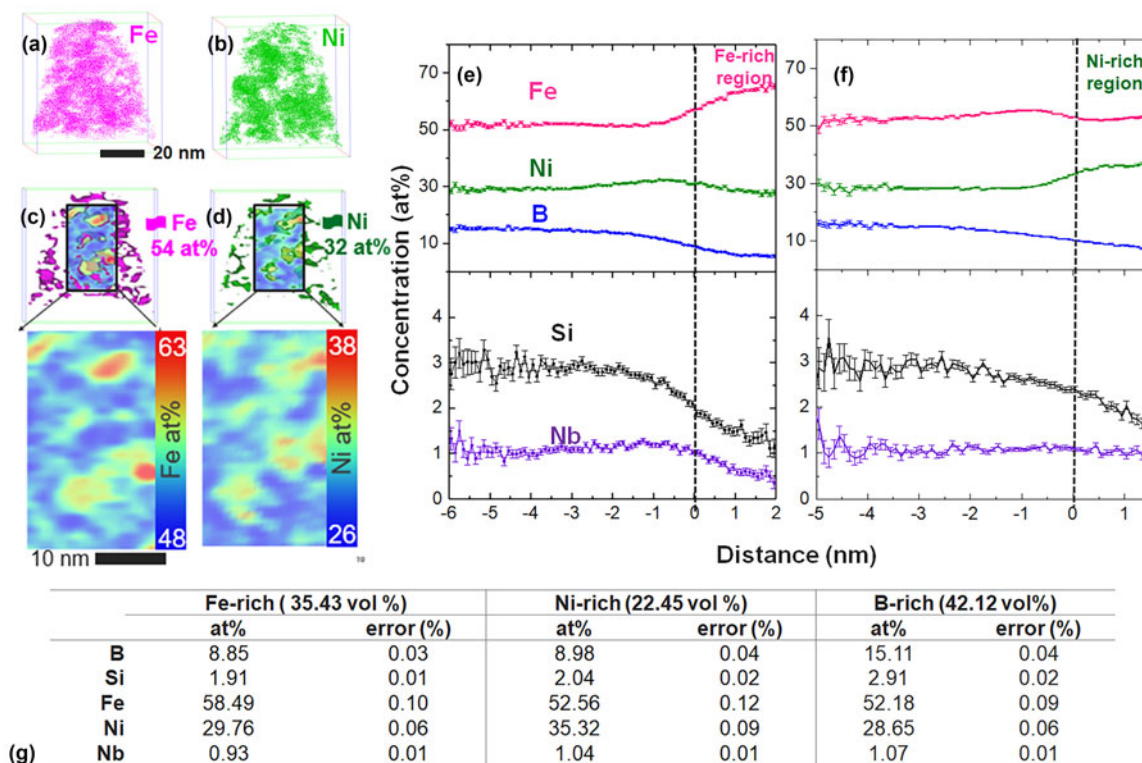 (a) Fe
(b) Ni
20 nm
(c) Fe
54 at%
(d) Ni
32 at%
63
Fe at%
48
38
Ni at%
26
10 nm
(e)
Fe-rich
region
Fe
Ni
B
Si
Nb
70
50
30
10
4
3
2
1
0
Concentration (at%)
-6 -5 -4 -3 -2 -1 0 1 2
(f)
Ni-rich
region
70
50
30
10
4
3
2
1
-5 -4 -3 -2 -1 0 1
Distance (nm)
Fe-rich ( 35.43 vol %) Ni-rich (22.45 vol %) B-rich (42.12 vol%)
at% error (%) at% error (%) at% error (%)
B 8.85 0.03 8.98 0.04 15.11 0.04
Si 1.91 0.01 2.04 0.02 2.91 0.02
Fe 58.49 0.10 52.56 0.12 52.18 0.09
Ni 29.76 0.06 35.32 0.09 28.65 0.06
(g) Nb 0.93 0.01 1.04 0.01 1.07 0.01